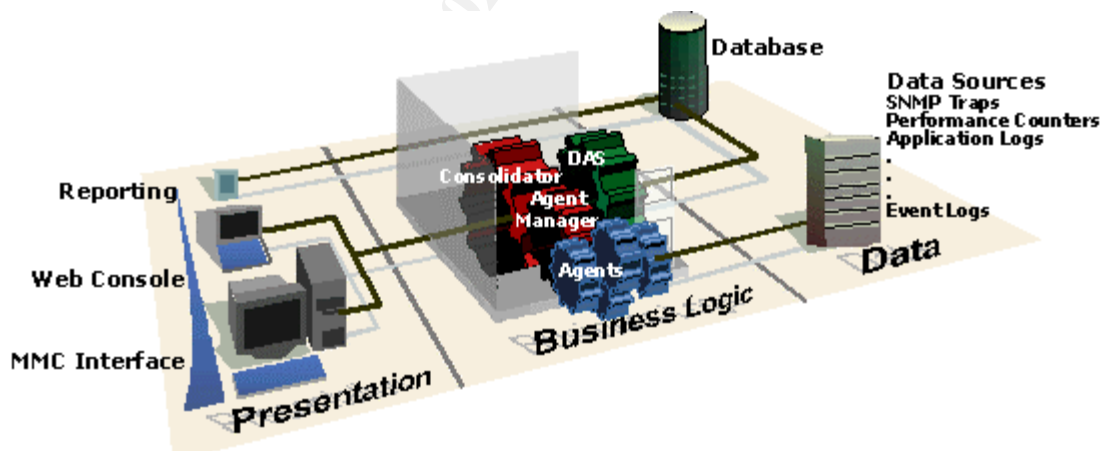 Database
Data Sources
SNMP Traps
Performance Counters
Application Logs
.
.
.
Event Logs
DAS
Consolidator
Agent
Manager
Agents
Reporting
Web Console
MMC Interface
Presentation
Business Logic
Data